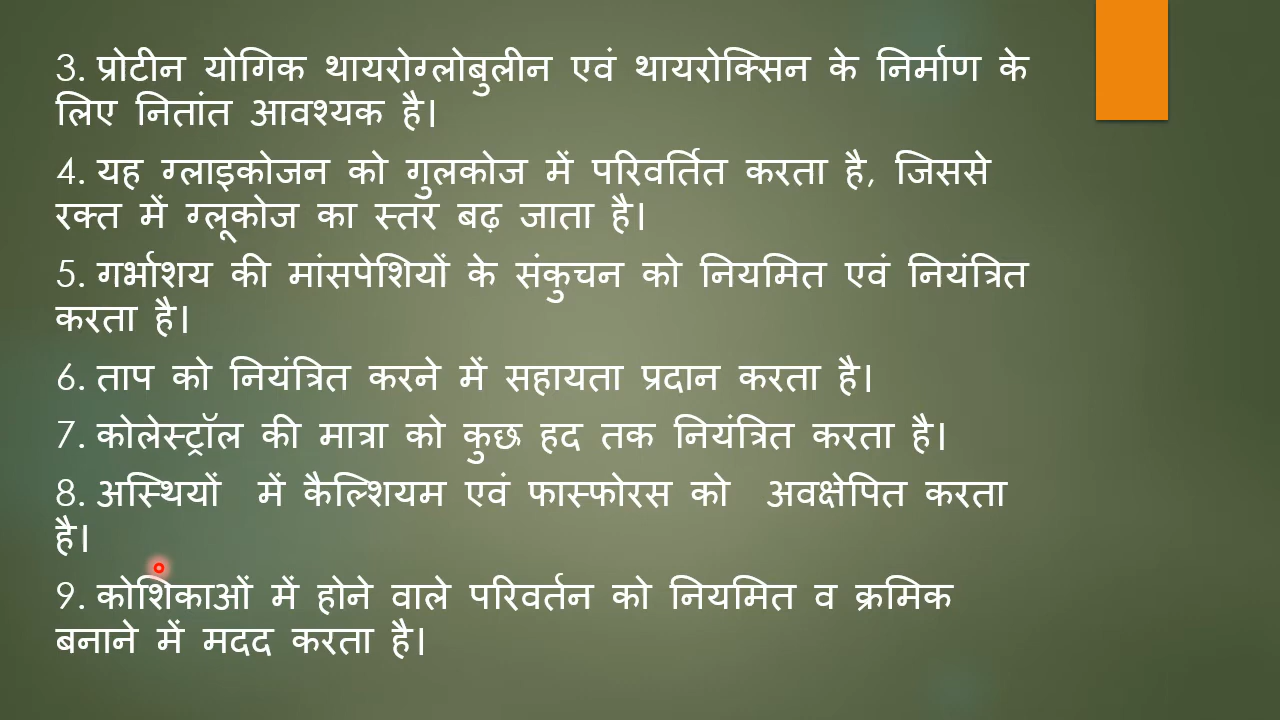 3. प्रोटीन योगिक थायरोग्लोबुलीन एवं थायरोक्सिन के निर्माण के
लिए नितांत आवश्यक है।
4. यह ग्लाइकोजन को गुलकोज में परिवर्तित करता है, जिससे
रक्त में ग्लूकोज का स्तर बढ़ जाता है।
5. गर्भाशय की मांसपेशियों के संकुचन को नियमित एवं नियंत्रित
करता है।
6. ताप को नियंत्रित करने में सहायता प्रदान करता है।
7. कोलेस्ट्रॉल की मात्रा को कुछ हद तक नियंत्रित करता है।
8. अस्थियों में कैल्शियम एवं फास्फोरस को अवक्षेपित करता
है।
9. कोशिकाओं में होने वाले परिवर्तन को नियमित व क्रमिक
बनाने में मदद करता है।